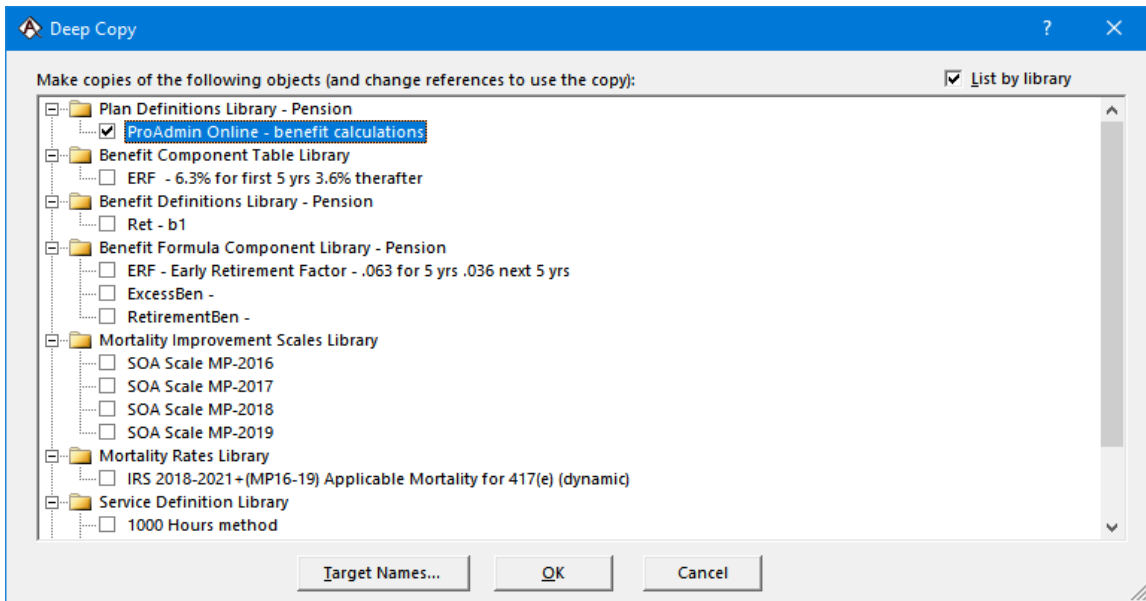 Deep Copy
Make copies of the following objects (and change references to use the copy):
List by library
Plan Definitions Library - Pension
ProAdmin Online - benefit calculations
Benefit Component Table Library
ERF - 6.3% for first 5 yrs 3.6% therafter
Benefit Definitions Library - Pension
Ret - b1
Benefit Formula Component Library - Pension
ERF - Early Retirement Factor - .063 for 5 yrs .036 next 5 yrs
ExcessBen -
RetirementBen -
Mortality Improvement Scales Library
SOA Scale MP-2016
SOA Scale MP-2017
SOA Scale MP-2018
SOA Scale MP-2019
Mortality Rates Library
IRS 2018-2021+(MP16-19) Applicable Mortality for 417(e) (dynamic)
Service Definition Library
1000 Hours method
Target Names...
OK
Cancel